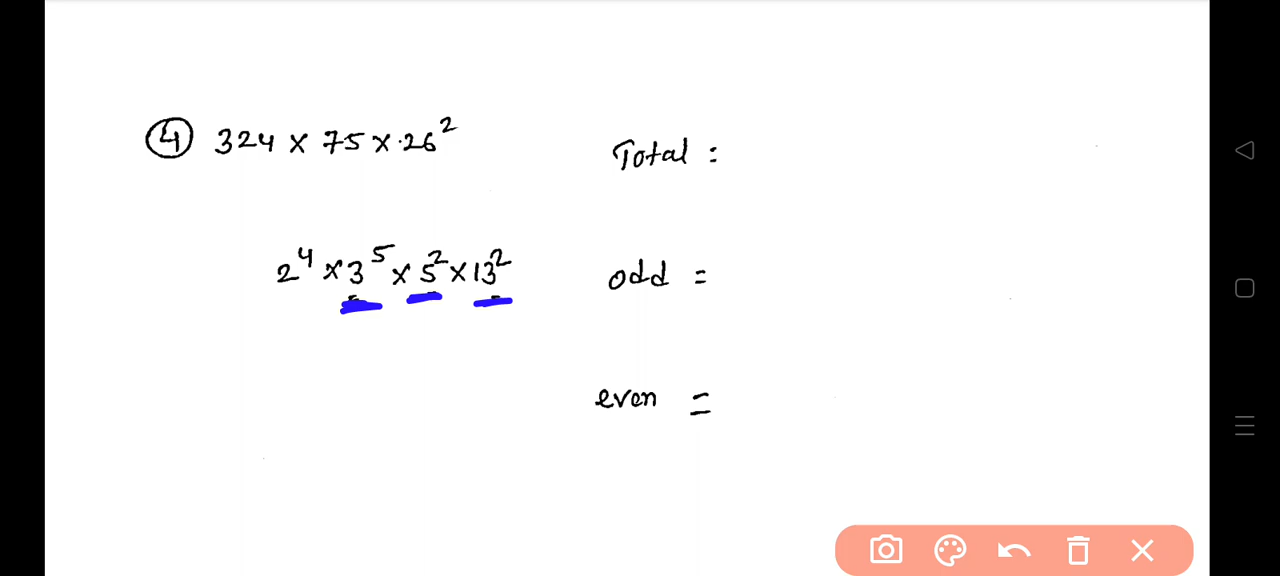 ④ 324 × 75 × 26²
Total :
2⁴ × 3⁵ × 5² × 13²
odd =
even =